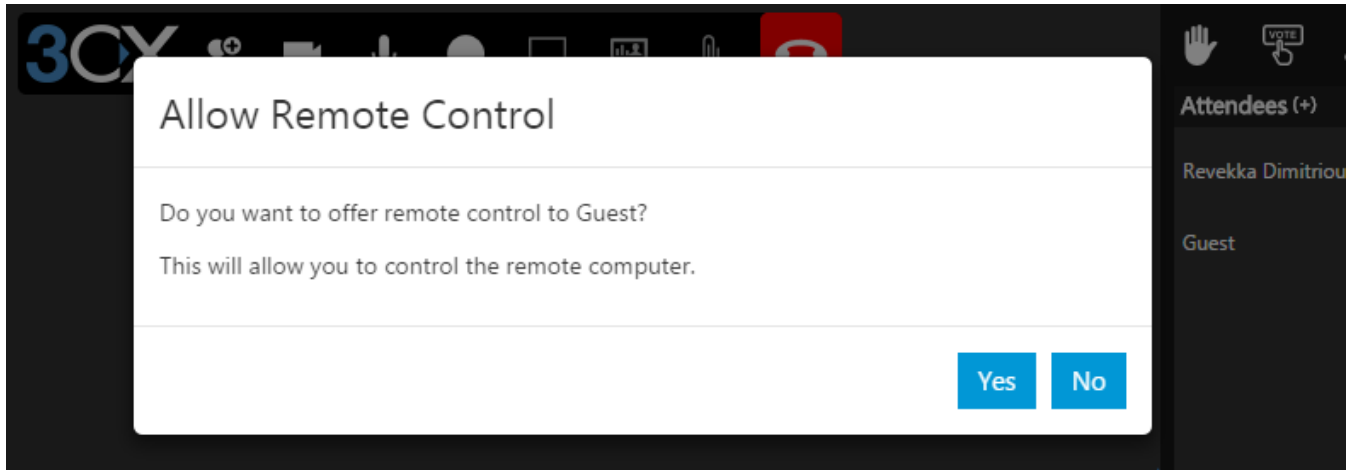 3CX
VOTE
Attendees (+)
Revekka Dimitriou
Guest
Allow Remote Control
Do you want to offer remote control to Guest?
This will allow you to control the remote computer.
Yes
No